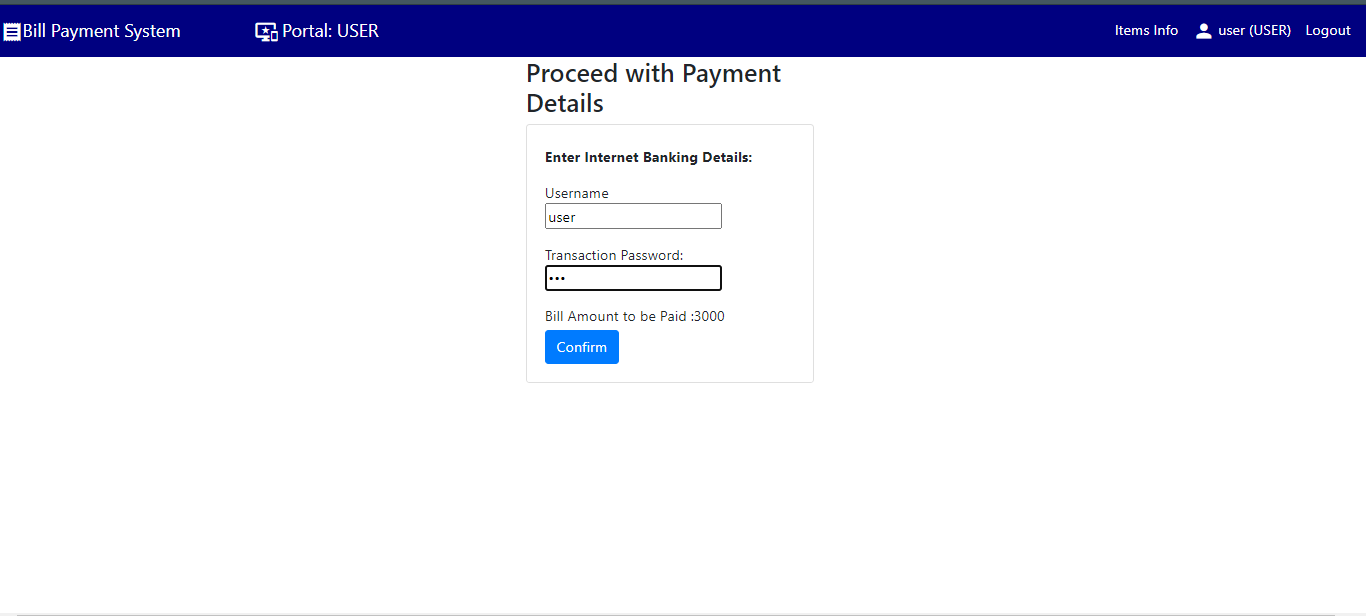 Bill Payment System Portal: USER Items Info user (USER) Logout
Proceed with Payment
Details
Enter Internet Banking Details:
Username
user
Transaction Password:
•••
Bill Amount to be Paid :3000
Confirm